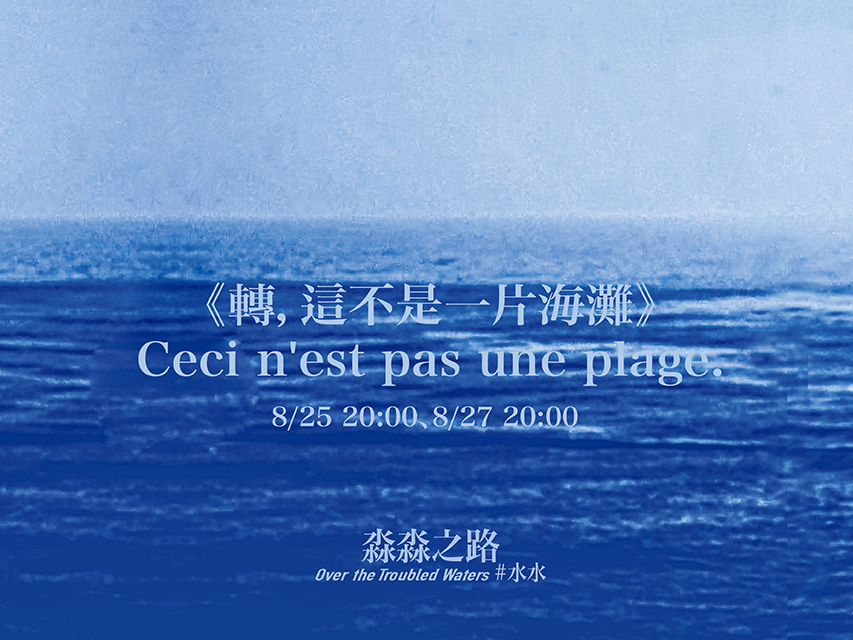 《轉，這不是一片海灘》
Ceci n'est pas une plage.
8/25 20:00、8/27 20:00
淼淼之路
Over the Troubled Waters #水水